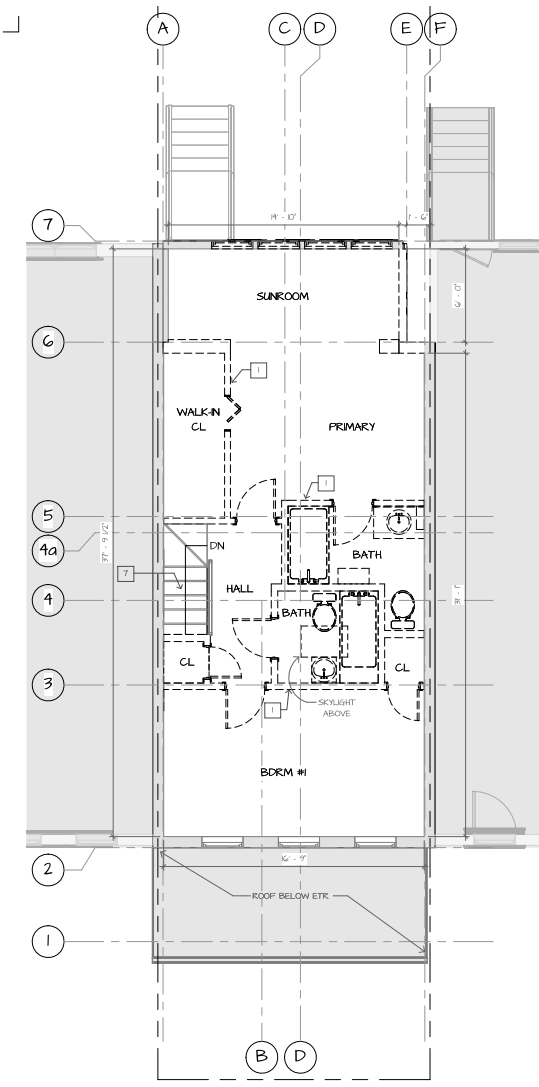 A C D E F
7
19' - 10" 1' - 6"
SUNROOM
6' - 0"
6
1
WALK-IN
CL
PRIMARY
1
5
4a
37' - 9 1/2"
DN
BATH
7
HALL
4
BATH
31' - 1"
CL
CL
3
SKYLIGHT
ABOVE
1
BDRM #1
2
16' - 9"
ROOF BELOW ETR
1
B D